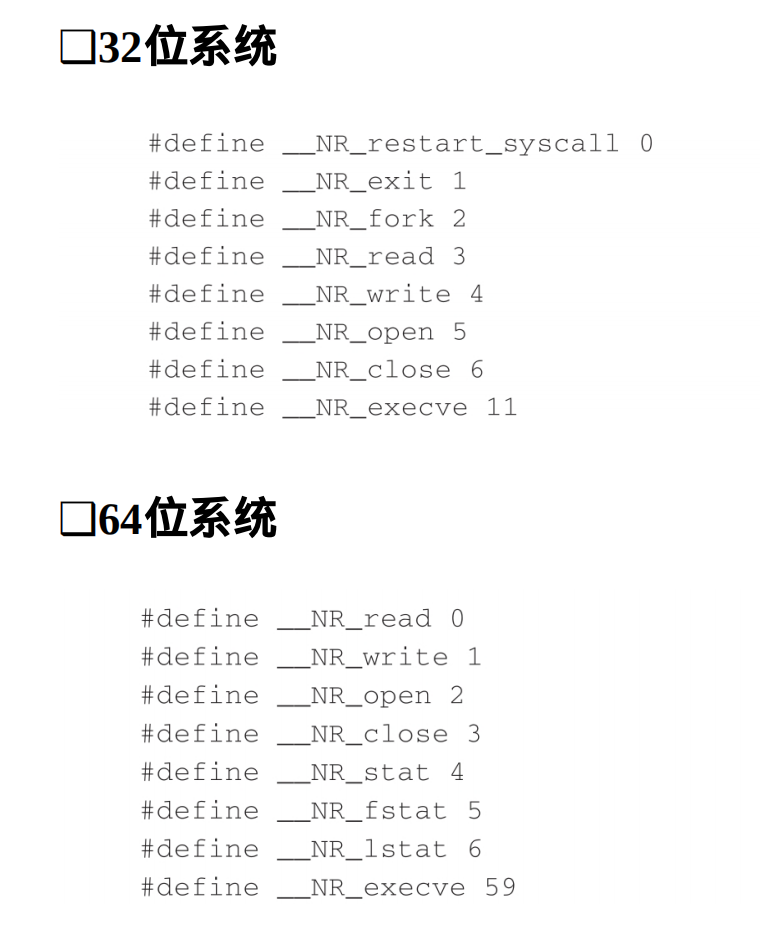 ❑32位系统
#define __NR_restart_syscall 0
#define __NR_exit 1
#define __NR_fork 2
#define __NR_read 3
#define __NR_write 4
#define __NR_open 5
#define __NR_close 6
#define __NR_execve 11
❑64位系统
#define __NR_read 0
#define __NR_write 1
#define __NR_open 2
#define __NR_close 3
#define __NR_stat 4
#define __NR_fstat 5
#define __NR_lstat 6
#define __NR_execve 59